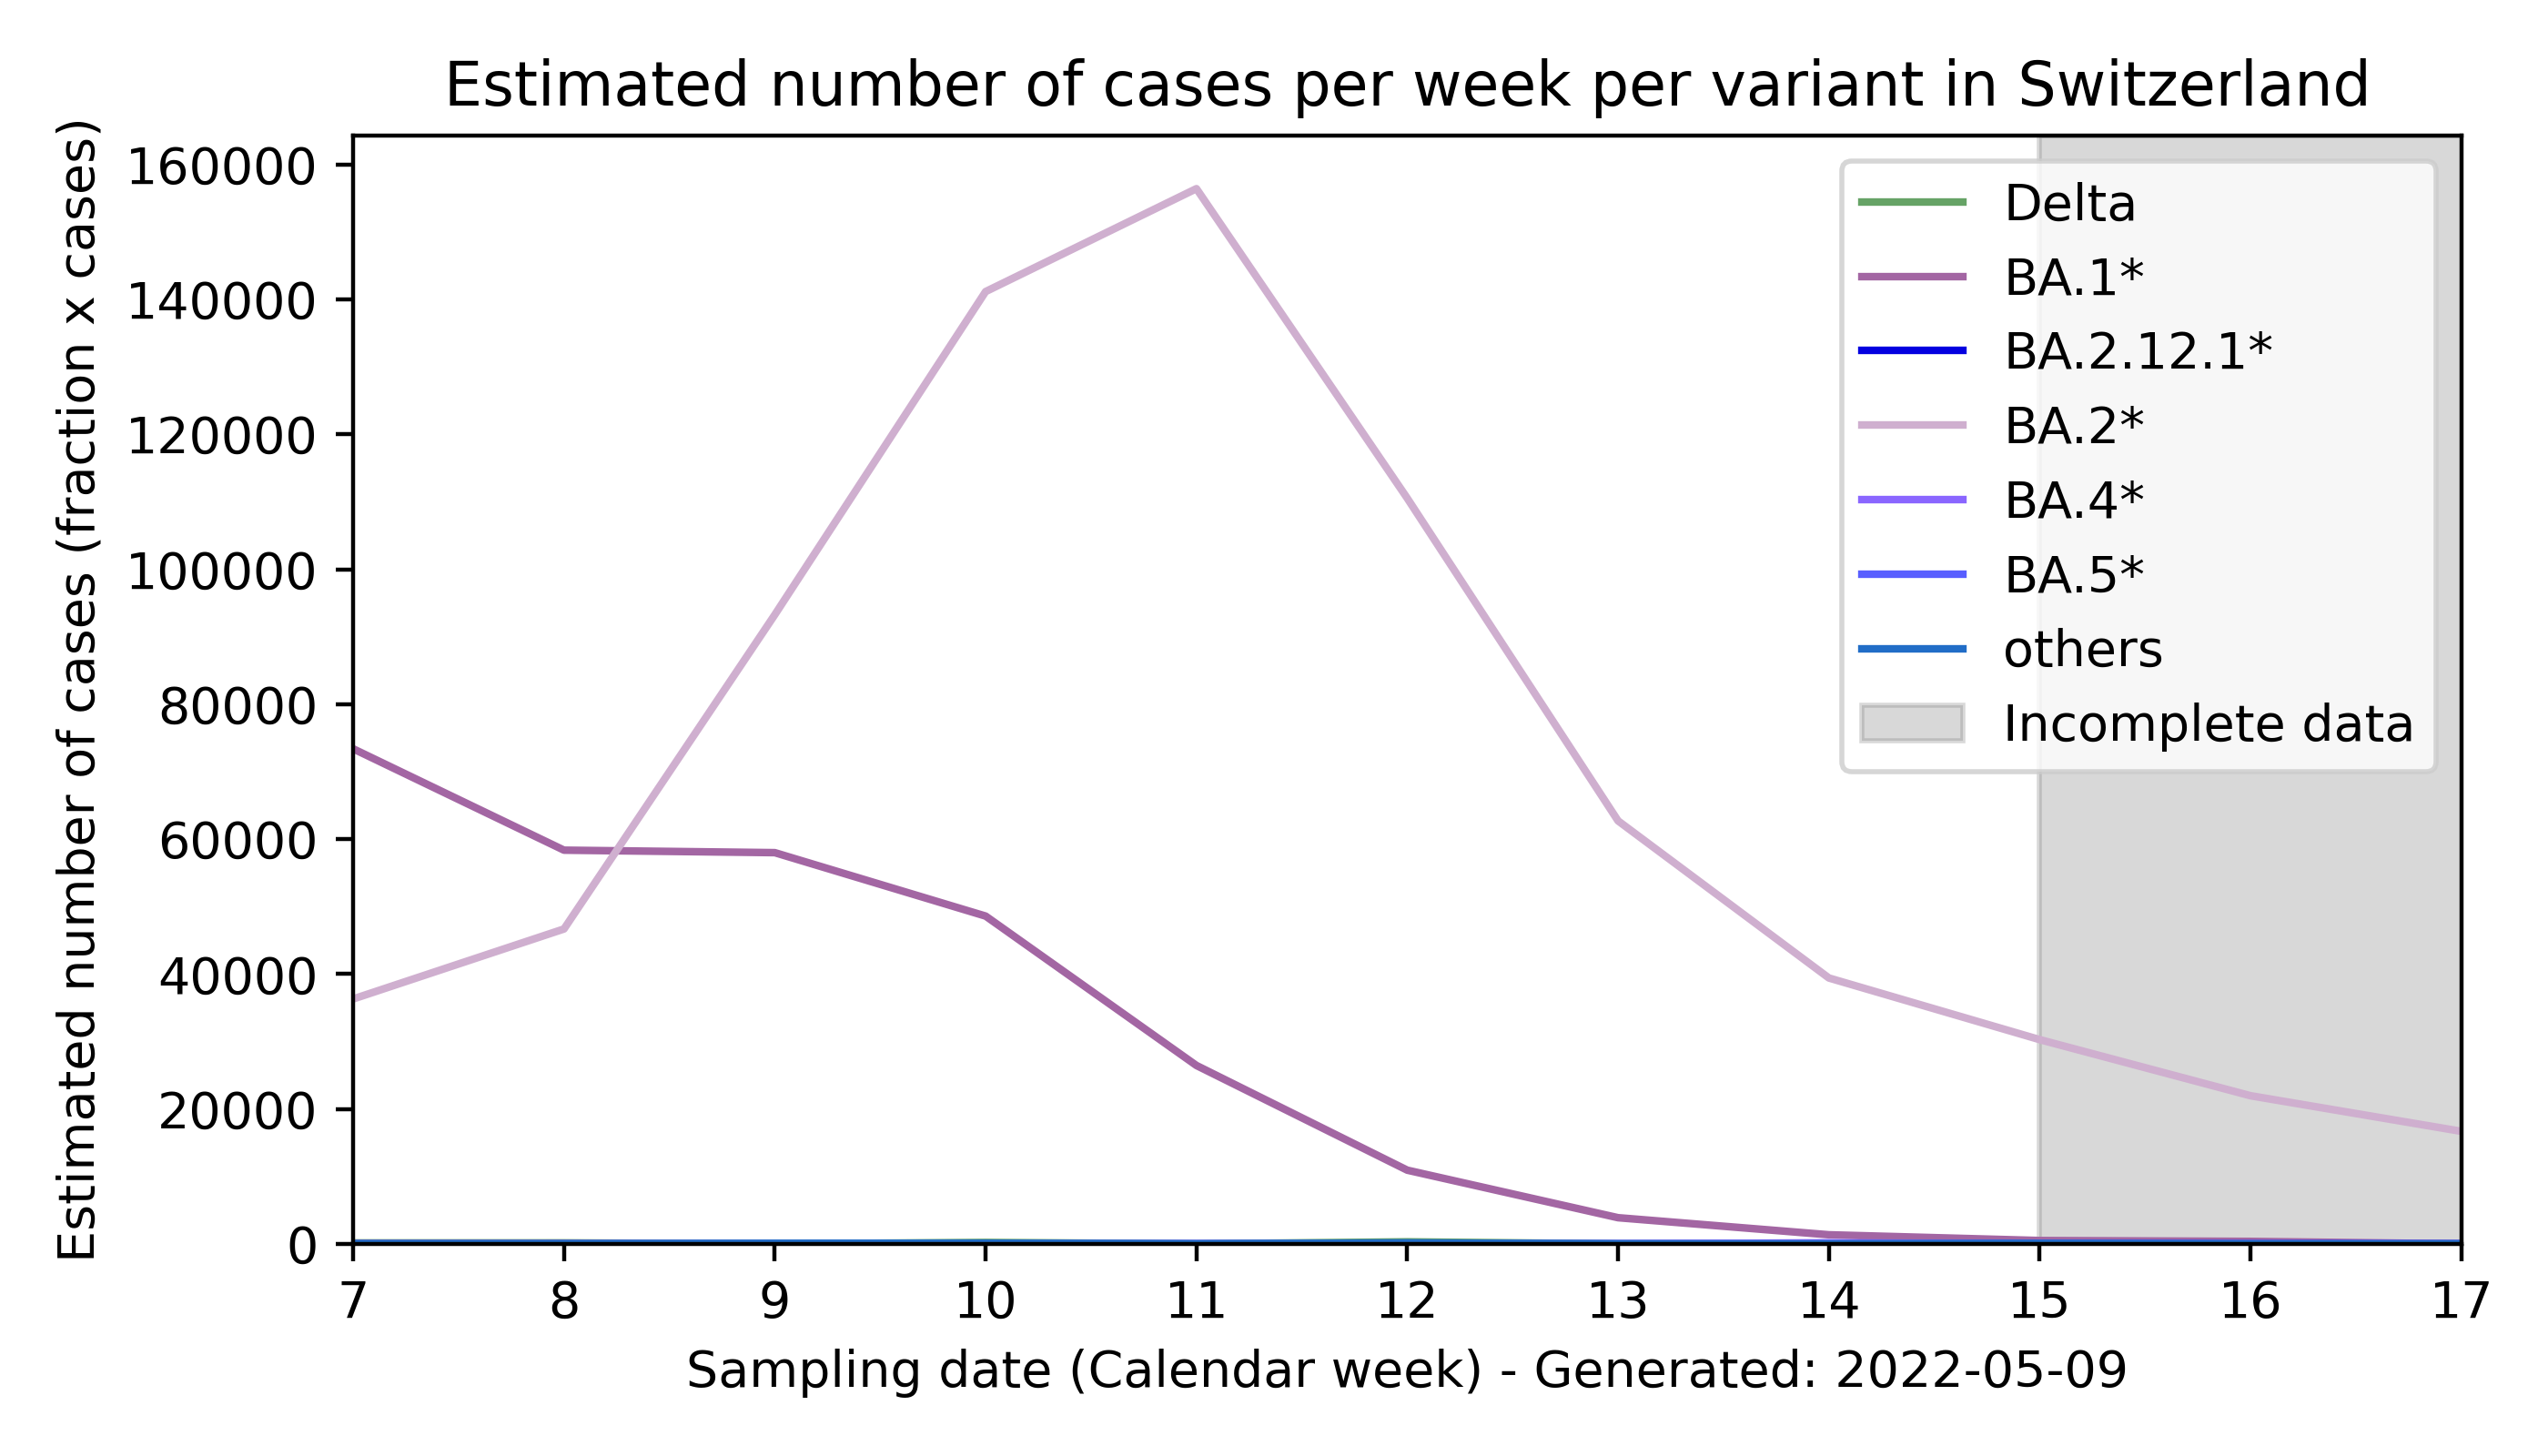 Estimated number of cases per week per variant in Switzerland
Estimated number of cases (fraction x cases)
160000
140000
120000
100000
80000
60000
40000
20000
0
Delta
BA.1*
BA.2.12.1*
BA.2*
BA.4*
BA.5*
others
Incomplete data
7 8 9 10 11 12 13 14 15 16 17
Sampling date (Calendar week) - Generated: 2022-05-09